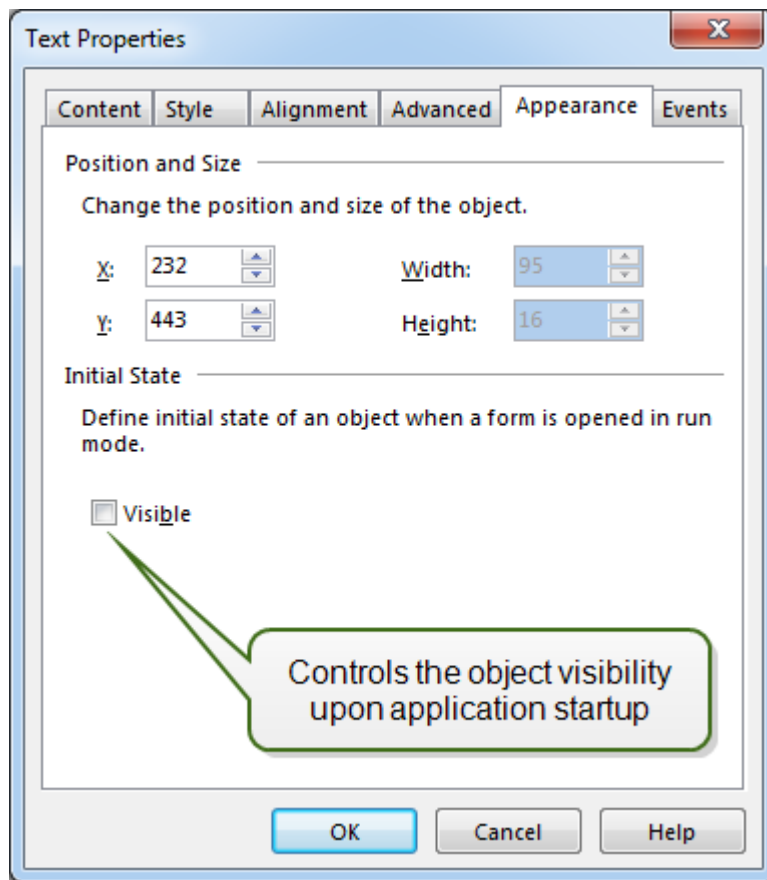 Text Properties
Content Style Alignment Advanced Appearance Events
Position and Size
Change the position and size of the object.
X: 232 Width: 95
Y: 443 Height: 16
Initial State
Define initial state of an object when a form is opened in run
mode.
Visible
Controls the object visibility
upon application startup
OK Cancel Help